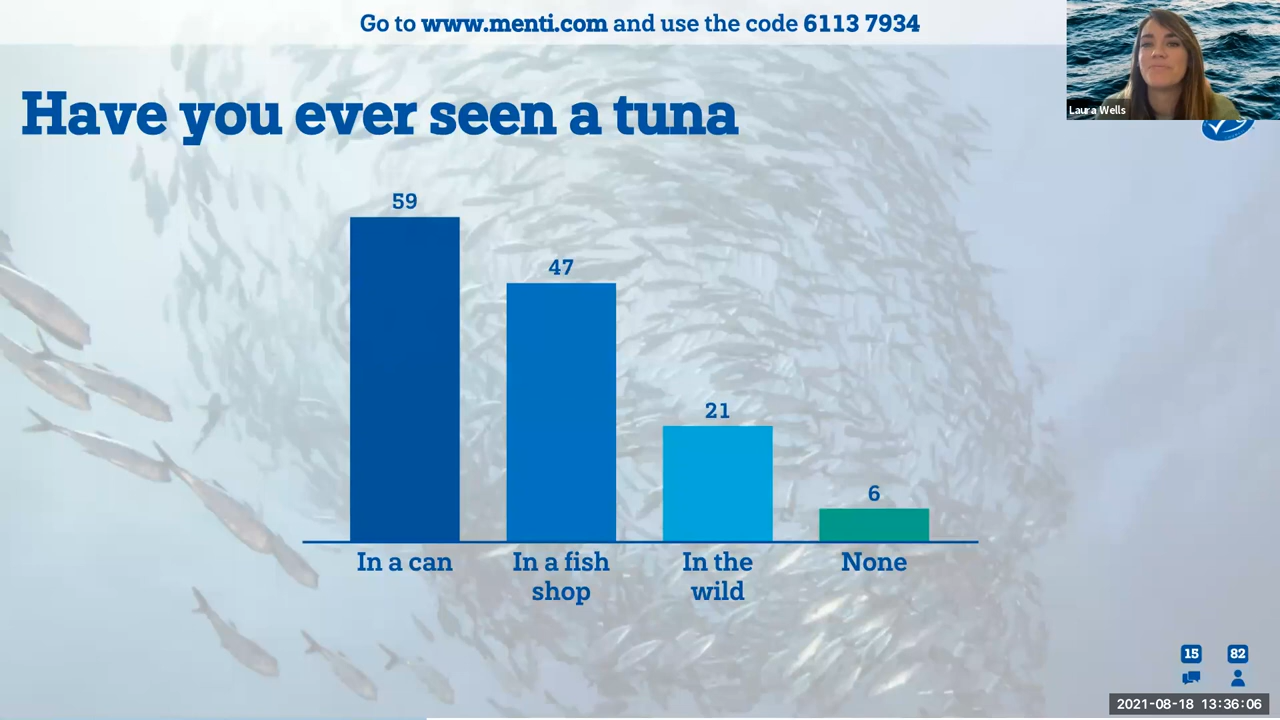 Go to www.menti.com and use the code 6113 7934
Laura Wells
Have you ever seen a tuna
59
47
21
6
In a can
In a fish
shop
In the
wild
None
15
82
2021-08-18 13:36:06